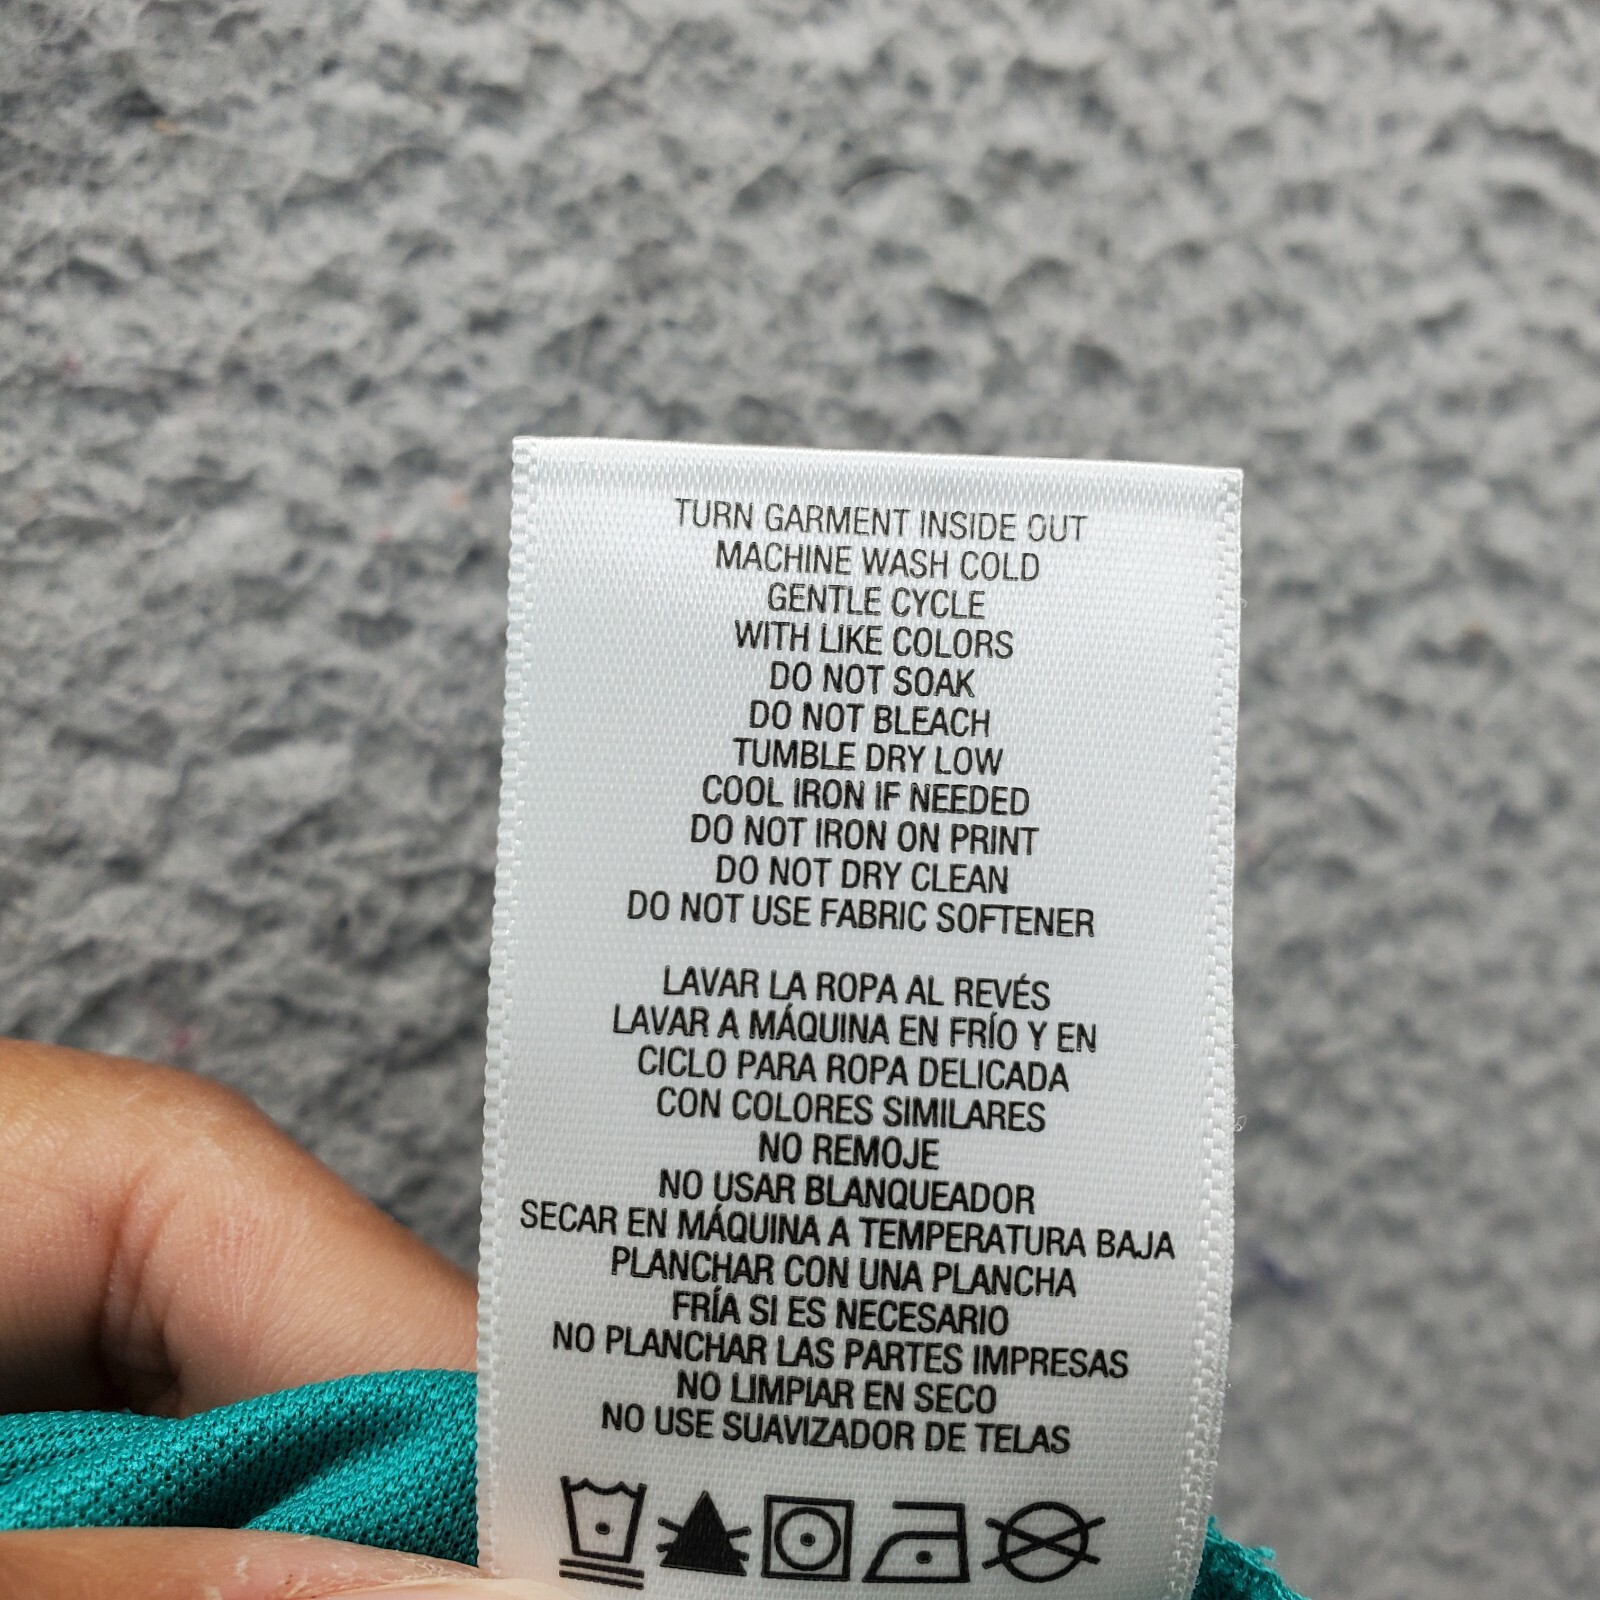 TURN GARMENT INSIDE OUT
MACHINE WASH COLD
GENTLE CYCLE
WITH LIKE COLORS
DO NOT SOAK
DO NOT BLEACH
TUMBLE DRY LOW
COOL IRON IF NEEDED
DO NOT IRON ON PRINT
DO NOT DRY CLEAN
DO NOT USE FABRIC SOFTENER
LAVAR LA ROPA AL REVÉS
LAVAR A MÁQUINA EN FRÍO Y EN
CICLO PARA ROPA DELICADA
CON COLORES SIMILARES
NO REMOJE
NO USAR BLANQUEADOR
SECAR EN MÁQUINA A TEMPERATURA BAJA
PLANCHAR CON UNA PLANCHA
FRÍA SI ES NECESARIO
NO PLANCHAR LAS PARTES IMPRESAS
NO LIMPIAR EN SECO
NO USE SUAVIZADOR DE TELAS